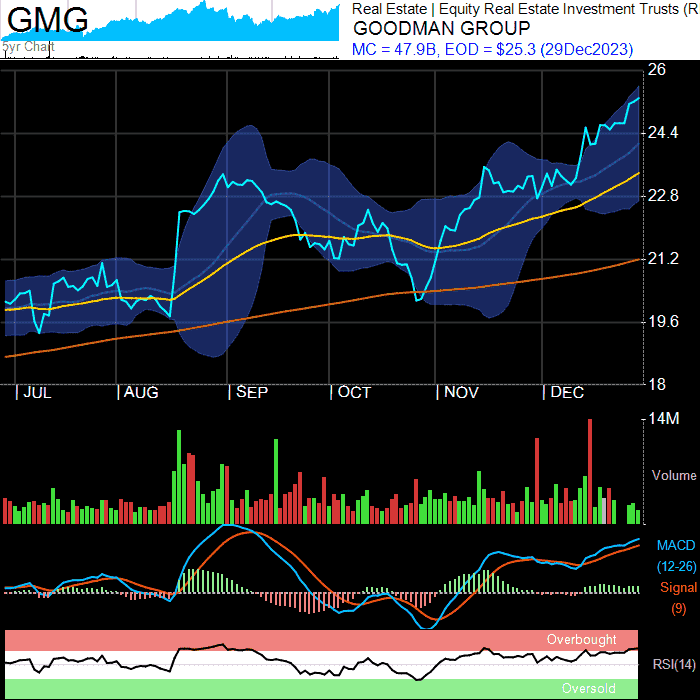 GMG
5yr Chart
Real Estate | Equity Real Estate Investment Trusts (R
GOODMAN GROUP
MC = 47.9B, EOD = $25.3 (29Dec2023)
26
24.4
22.8
21.2
19.6
18
| JUL | AUG | SEP | OCT | NOV | DEC
14M
Volume
MACD
(12-26)
Signal
(9)
Overbought
RSI(14)
Oversold